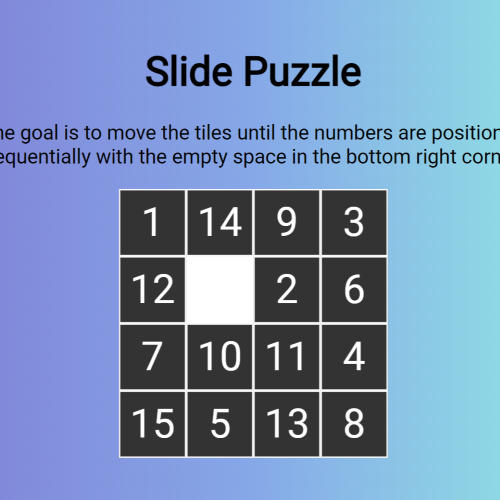 Slide Puzzle
he goal is to move the tiles until the numbers are position
equentially with the empty space in the bottom right corn
1 14 9 3
12 2 6
7 10 11 4
15 5 13 8